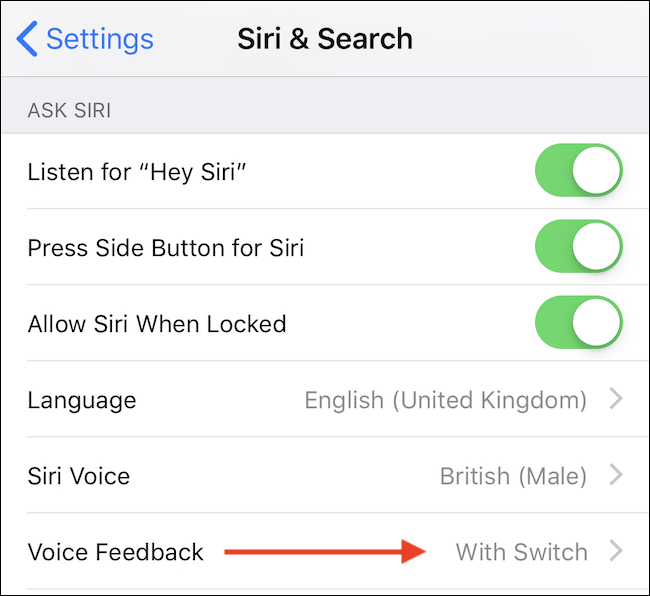 Settings
Siri & Search
ASK SIRI
Listen for “Hey Siri”
Press Side Button for Siri
Allow Siri When Locked
Language English (United Kingdom)
Siri Voice British (Male)
Voice Feedback With Switch